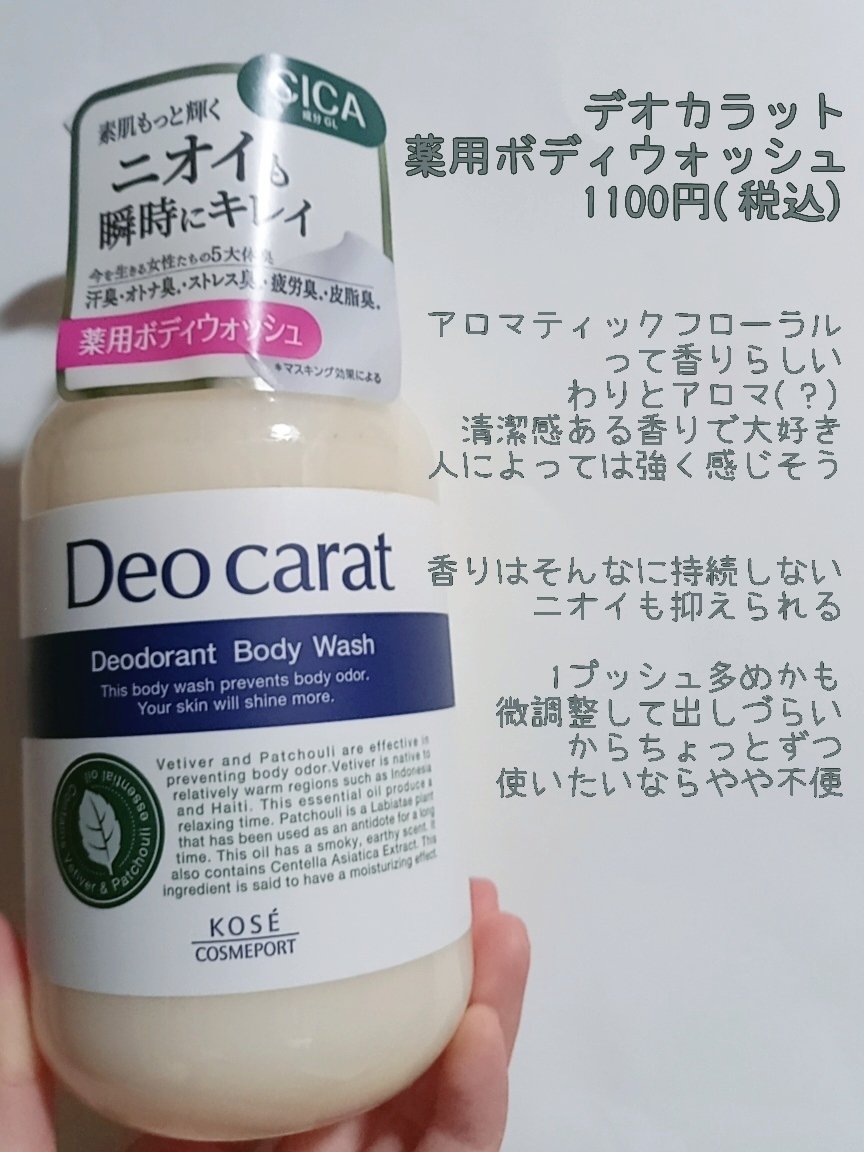 CICA
成分 GL
素肌もっと輝く
ニオイも
瞬時にキレイ
今を生きる女性たちの5大体臭
汗臭・オトナ臭*・ストレス臭*・疲労臭*・皮脂臭*
薬用ボディウォッシュ
*マスキング効果による
Deo carat
Deodorant Body Wash
This body wash prevents body odor.
Your skin will shine more.
Vetiver and Patchouli are effective in
preventing body odor.Vetiver is native to
relatively warm regions such as Indonesia
and Haiti. This essential oil produce a
relaxing time. Patchouli is a Labiatae plant
that has been used as an antidote for a long
time. This oil has a smoky, earthy scent. It
also contains Centella Asiatica Extract. This
ingredient is said to have a moisturizing effect.
Contains Vetiver & Patchouli essential oil
KOSÉ
COSMEPORT
デオカラット
薬用ボディウォッシュ
1100円(税込)
アロマティックフローラル
って香りらしい
わりとアロマ(?)
清潔感ある香りで大好き
人によっては強く感じそう
香りはそんなに持続しない
ニオイも抑えられる
1プッシュ多めかも
微調整して出しづらい
からちょっとずつ
使いたいならやや不便